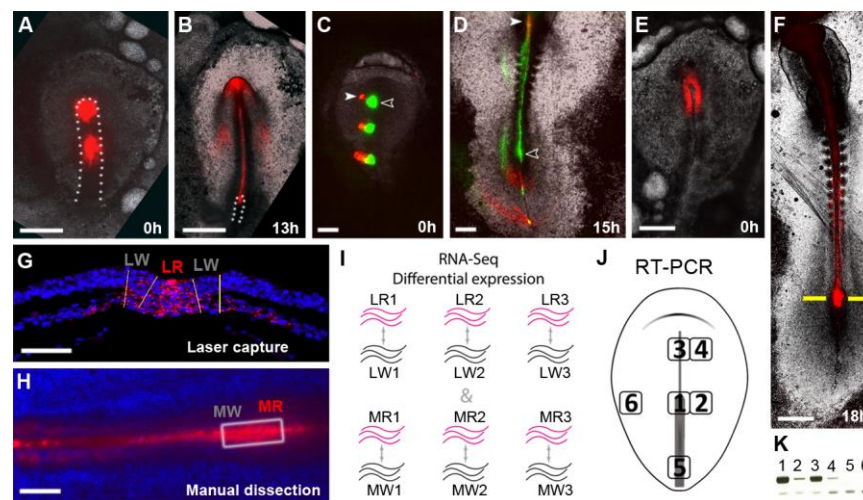 A
B
C
D
E
F
0h
13h
0h
15h
0h
18h
G
LW LR LW
Laser capture
H
MW MR
Manual dissection
I
RNA-Seq
Differential expression
LR1 LR2 LR3
LW1 LW2 LW3
&
MR1 MR2 MR3
MW1 MW2 MW3
J
RT-PCR
3 4
6 1 2
5
K
1 2 3 4 5 6